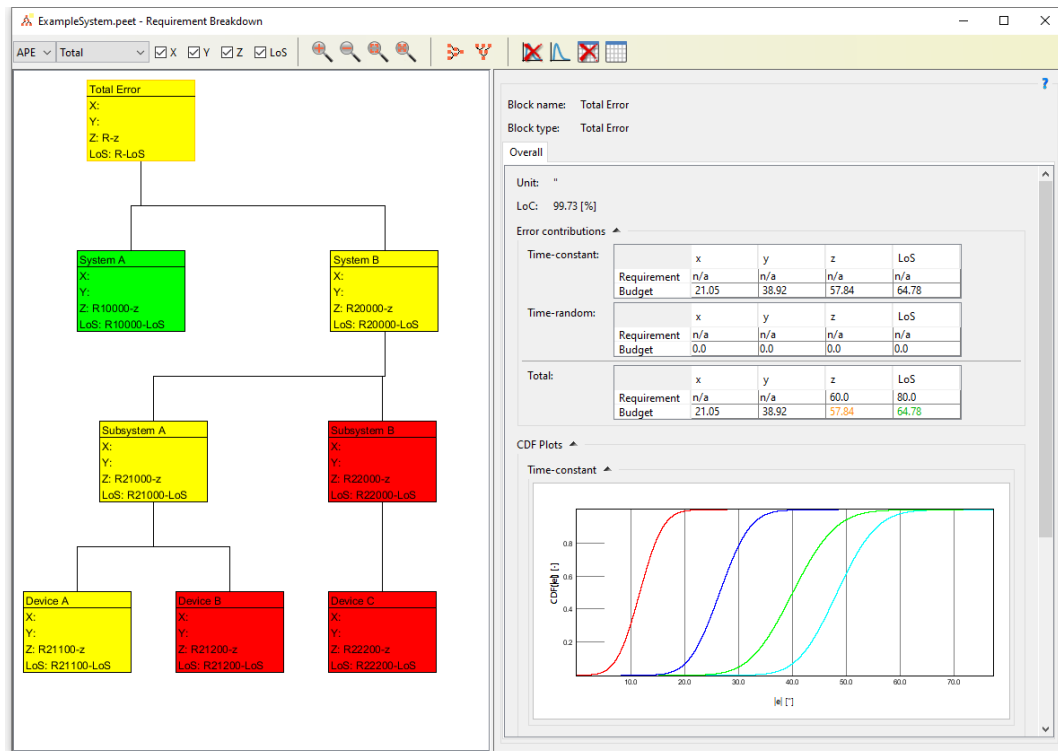 ExampleSystem.peet - Requirement Breakdown
APE Total X Y Z LoS
Total Error
X:
Y:
Z: R-z
LoS: R-LoS
System A
X:
Y:
Z: R10000-z
LoS: R10000-LoS
System B
X:
Y:
Z: R20000-z
LoS: R20000-LoS
Subsystem A
X:
Y:
Z: R21000-z
LoS: R21000-LoS
Subsystem B
X:
Y:
Z: R22000-z
LoS: R22000-LoS
Device A
X:
Y:
Z: R21100-z
LoS: R21100-LoS
Device B
X:
Y:
Z: R21200-z
LoS: R21200-LoS
Device C
X:
Y:
Z: R22200-z
LoS: R22200-LoS
?
Block name: Total Error
Block type: Total Error
Overall
Unit: "
LoC: 99.73 [%]
Error contributions
Time-constant:
x y z LoS
Requirement n/a n/a n/a n/a
Budget 21.05 38.92 57.84 64.78
Time-random:
x y z LoS
Requirement n/a n/a n/a n/a
Budget 0.0 0.0 0.0 0.0
Total:
x y z LoS
Requirement n/a n/a 60.0 80.0
Budget 21.05 38.92 57.84 64.78
CDF Plots
Time-constant
CDF(|e|) [-]
0.8
0.6
0.4
0.2
10.0 20.0 30.0 40.0 50.0 60.0 70.0
|e| ["]